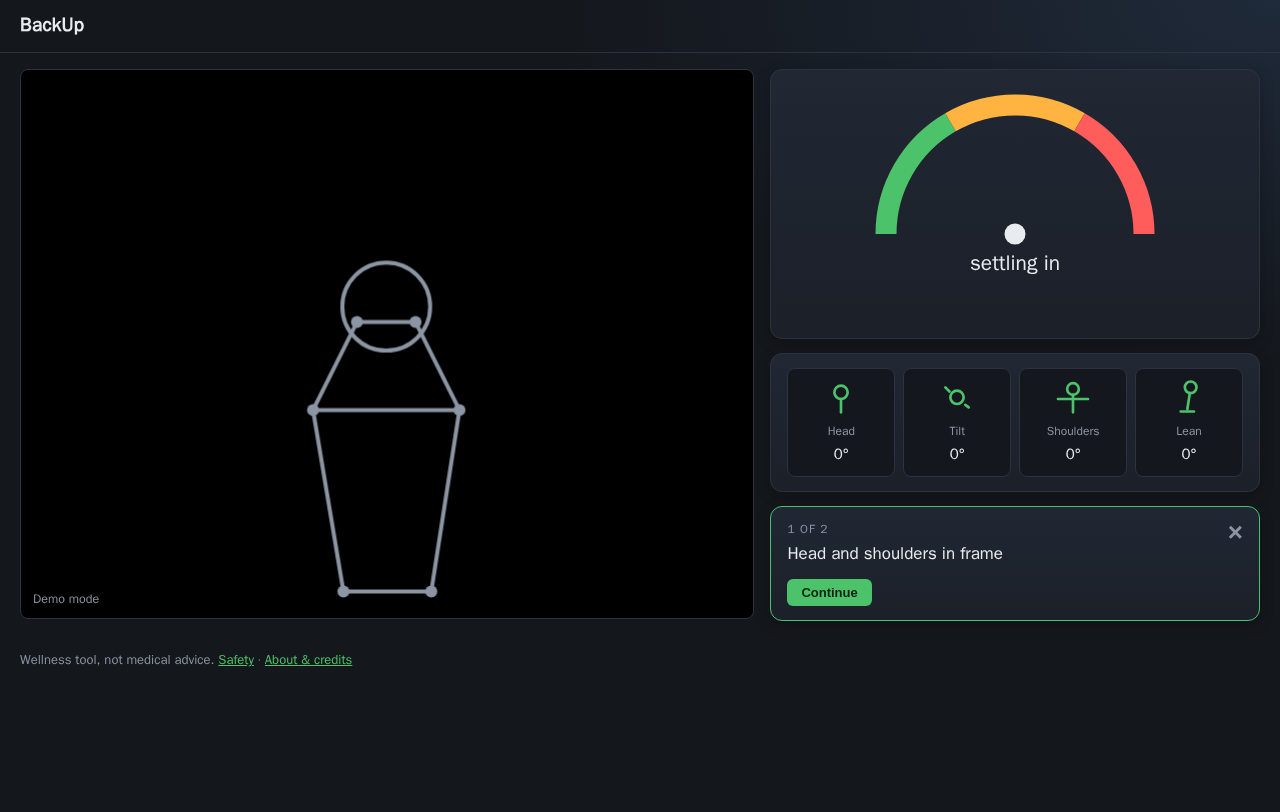 BackUp
Demo mode
settling in
Head
Tilt
Shoulders
Lean
0°
0°
0°
0°
1 OF 2
Head and shoulders in frame
Continue
Wellness tool, not medical advice. Safety · About & credits